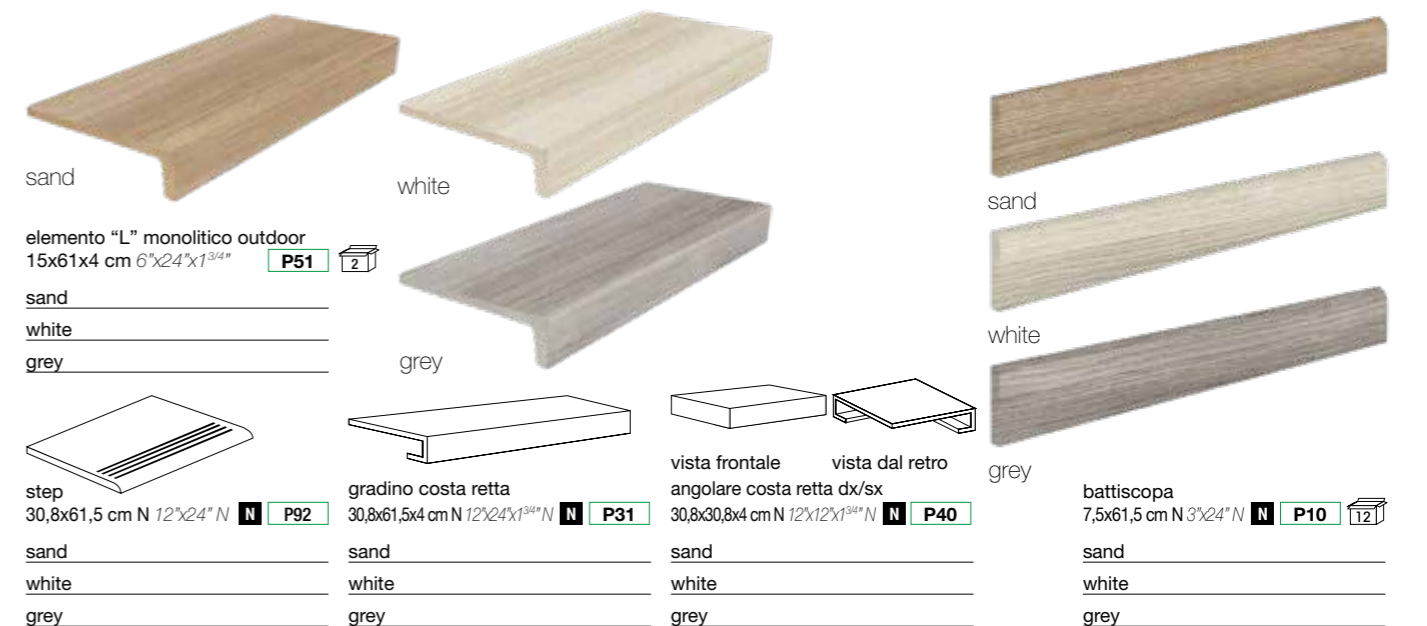 sand
white
elemento “L” monolitico outdoor
15x61x4 cm 6”x24”x1 3/4” P51 2
sand
white
grey
grey
sand
white
grey
step
30,8x61,5 cm N 12”x24” N N P92
sand
white
grey
gradino costa retta
30,8x61,5x4 cm N 12”x24”x1 3/4” N N P31
sand
white
grey
vista frontale vista dal retro
angolare costa retta dx/sx
30,8x30,8x4 cm N 12”x12”x1 3/4” N N P40
sand
white
grey
battiscopa
7,5x61,5 cm N 3”x24” N N P10 12
sand
white
grey